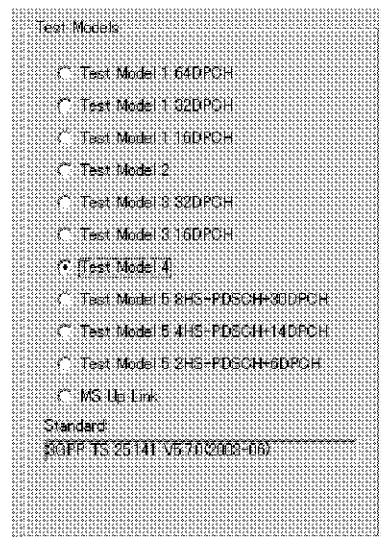 Test Models
Test Model 1 64DPCH
Test Model 1 32DPCH
Test Model 1 16DPCH
Test Model 2
Test Model 3 32DPCH
Test Model 3 16DPCH
Test Model 4
Test Model 5 8HS-PDSCH+30DPCH
Test Model 5 4HS-PDSCH+14DPCH
Test Model 5 2HS-PDSCH+6DPCH
MS Up Link
Standard
3GPP TS 25.141 V5.7.0(2003-06)